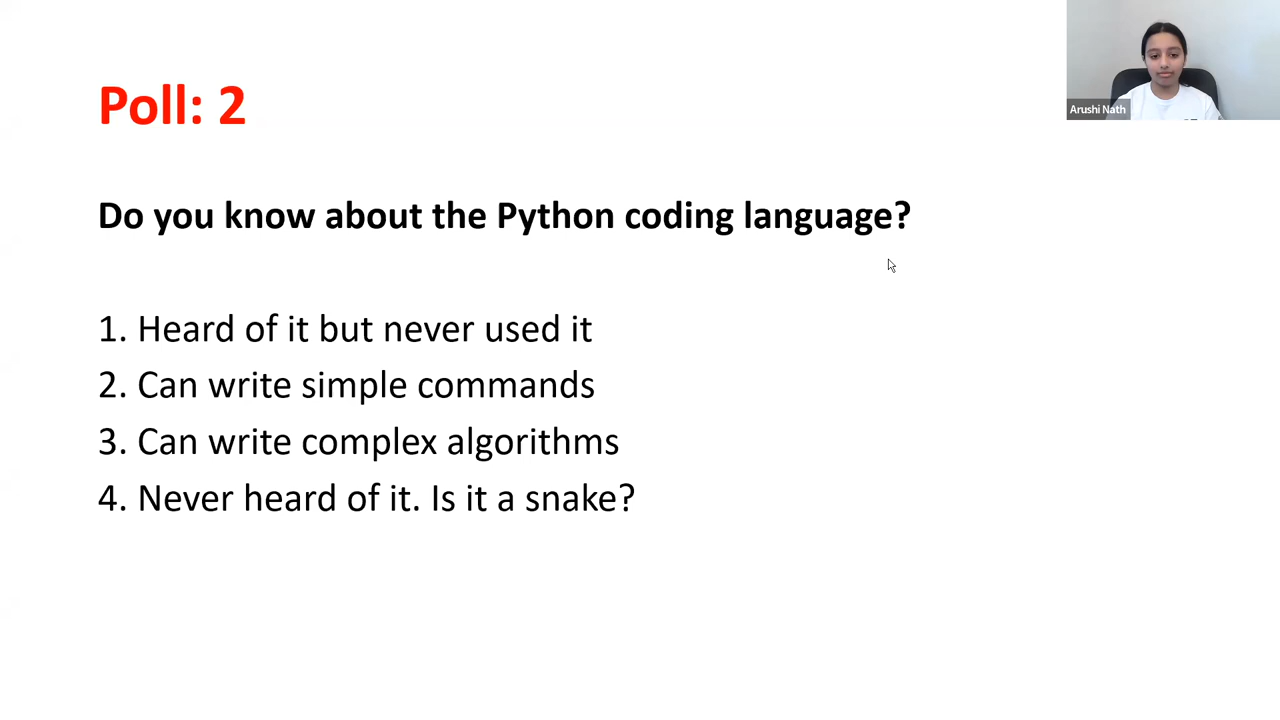 Poll: 2
Arushi Nath
Do you know about the Python coding language?
1. Heard of it but never used it
2. Can write simple commands
3. Can write complex algorithms
4. Never heard of it. Is it a snake?